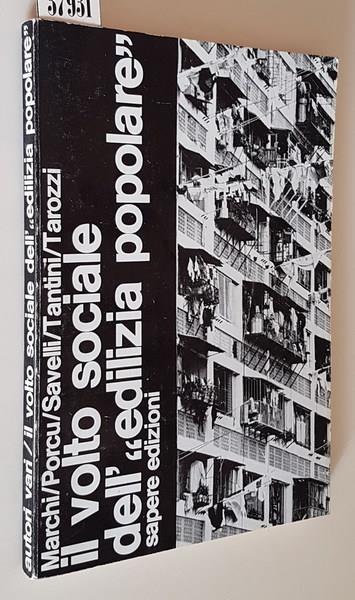 57951
autori vari / il volto sociale dell'"edilizia popolare"
Marchi/Porcu/Savelli/Tantini/Tarozzi
il volto sociale
dell'"edilizia popolare"
sapere edizioni